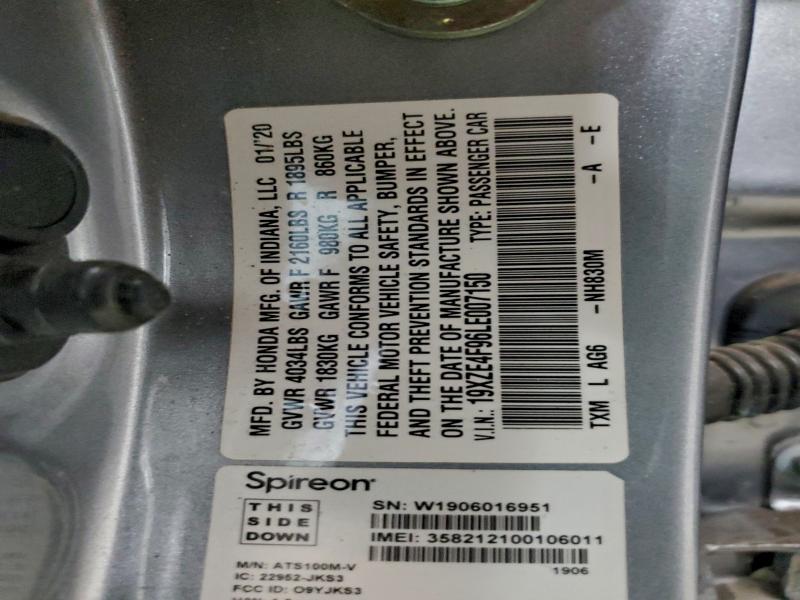 MFD. BY HONDA MFG. OF INDIANA, LLC 01/'20
GVWR 4034LBS GAWR F 2160LBS R 1895LBS
GVWR 1830KG GAWR F 980KG R 860KG
THIS VEHICLE CONFORMS TO ALL APPLICABLE
FEDERAL MOTOR VEHICLE SAFETY, BUMPER,
AND THEFT PREVENTION STANDARDS IN EFFECT
ON THE DATE OF MANUFACTURE SHOWN ABOVE.
V.I.N.: 19XZE4F96LE007150 TYPE: PASSENGER CAR
TXM L AG6 - NH830M - A - E
Spireon
THIS
SIDE
DOWN
SN: W1906016951
IMEI: 358212100106011
1906
M/N: ATS100M-V
IC: 22952-JKS3
FCC ID: O9YJKS3